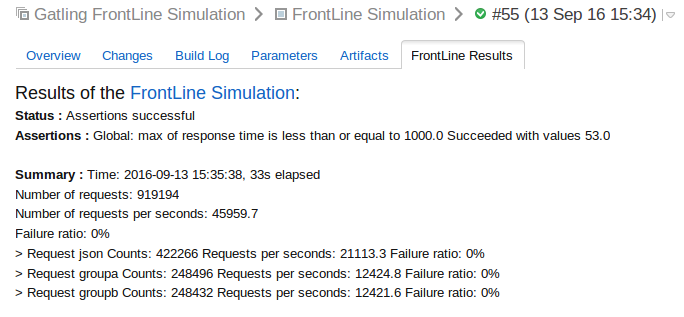 Gatling FrontLine Simulation > FrontLine Simulation > #55 (13 Sep 16 15:34)
Overview Changes Build Log Parameters Artifacts FrontLine Results
Results of the FrontLine Simulation:
Status : Assertions successful
Assertions : Global: max of response time is less than or equal to 1000.0 Succeeded with values 53.0
Summary : Time: 2016-09-13 15:35:38, 33s elapsed
Number of requests: 919194
Number of requests per seconds: 45959.7
Failure ratio: 0%
> Request json Counts: 422266 Requests per seconds: 21113.3 Failure ratio: 0%
> Request groupa Counts: 248496 Requests per seconds: 12424.8 Failure ratio: 0%
> Request groupb Counts: 248432 Requests per seconds: 12421.6 Failure ratio: 0%